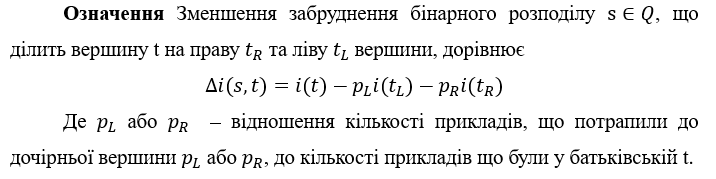 Означення Зменшення забруднення бінарного розподілу s ∈ Q, що
ділить вершину t на праву t_R та ліву t_L вершини, дорівнює
Δi(s, t) = i(t) − p_L i(t_L) − p_R i(t_R)
Де p_L або p_R – відношення кількості прикладів, що потрапили до
дочірньої вершини p_L або p_R, до кількості прикладів що були у батьківській t.